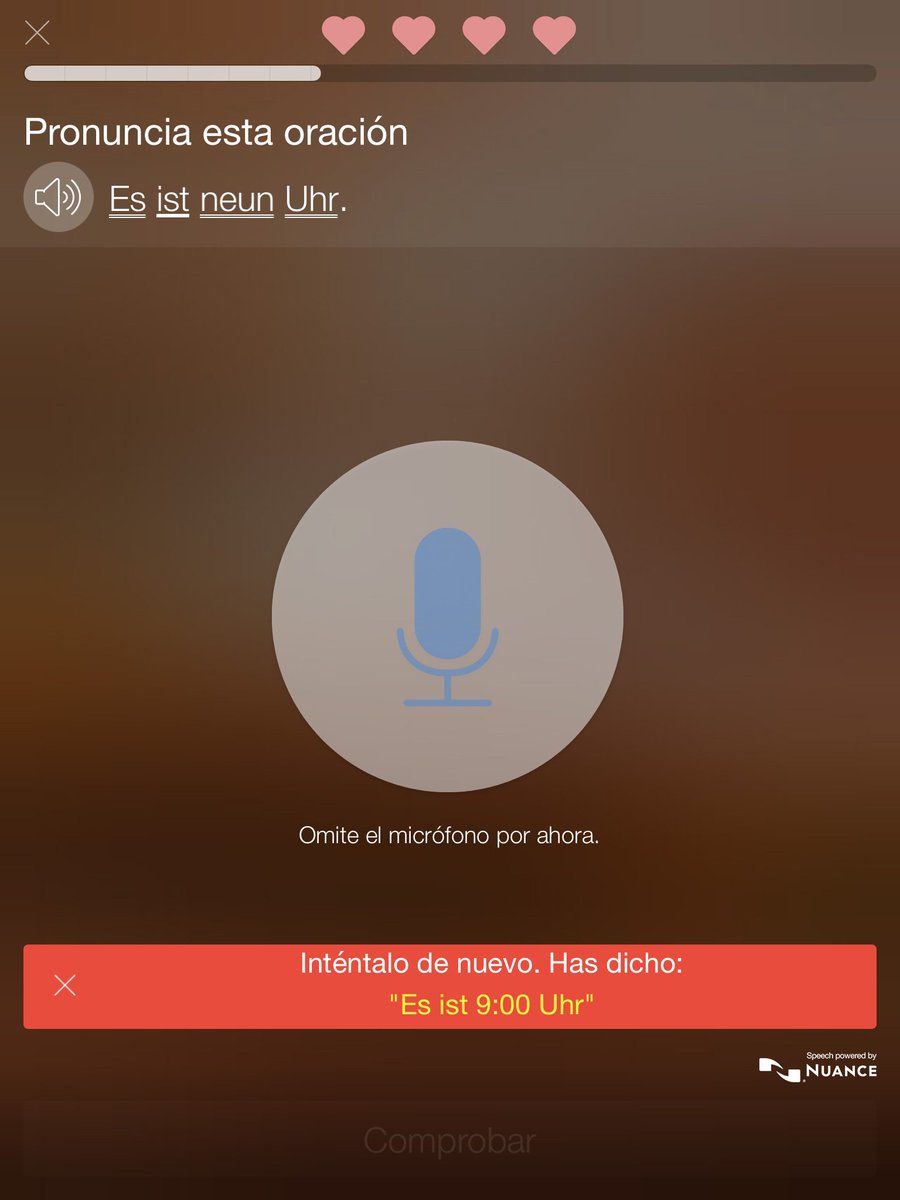 Pronuncia esta oración
Es ist neun Uhr.
Omite el micrófono por ahora.
Inténtalo de nuevo. Has dicho:
"Es ist 9:00 Uhr"
Speech powered by
NUANCE
Comprobar